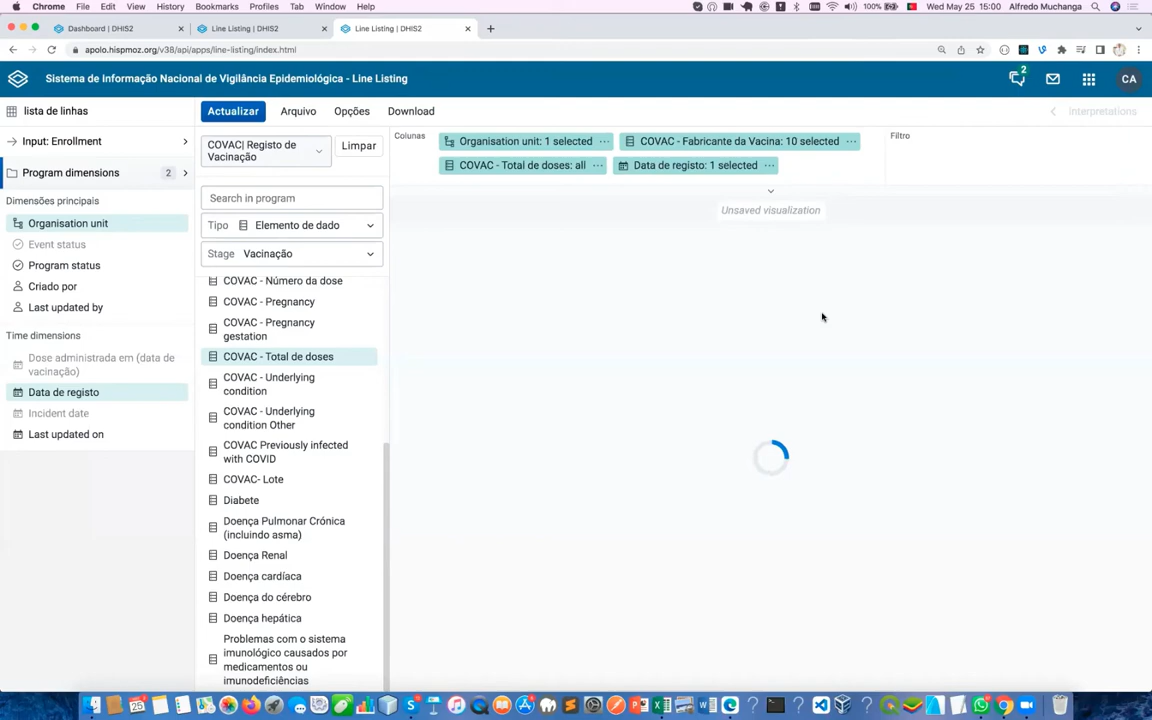 Chrome File Edit View History Bookmarks Profiles Tab Window Help 100% Wed May 25 15:00 Alfredo Muchanga
Dashboard | DHIS2 Line Listing | DHIS2 Line Listing | DHIS2
apolo.hispmoz.org/v38/api/apps/line-listing/index.html
Sistema de Informação Nacional de Vigilância Epidemiológica - Line Listing 2 CA
lista de linhas Actualizar Arquivo Opções Download Interpretations
Input: Enrollment
Program dimensions 2
Dimensões principais
Organisation unit
Event status
Program status
Criado por
Last updated by
Time dimensions
Dose administrada em (data de
vacinação)
Data de registo
Incident date
Last updated on
COVAC| Registo de
Vacinação
Limpar
Search in program
Tipo Elemento de dado
Stage Vacinação
COVAC - Número da dose
COVAC - Pregnancy
COVAC - Pregnancy
gestation
COVAC - Total de doses
COVAC - Underlying
condition
COVAC - Underlying
condition Other
COVAC Previously infected
with COVID
COVAC- Lote
Diabete
Doença Pulmonar Crónica
(incluindo asma)
Doença Renal
Doença cardíaca
Doença do cérebro
Doença hepática
Problemas com o sistema
imunológico causados por
medicamentos ou
imunodeficiências
Colunas Organisation unit: 1 selected ··· COVAC - Fabricante da Vacina: 10 selected ··· Filtro
COVAC - Total de doses: all ··· Data de registo: 1 selected ···
Unsaved visualization